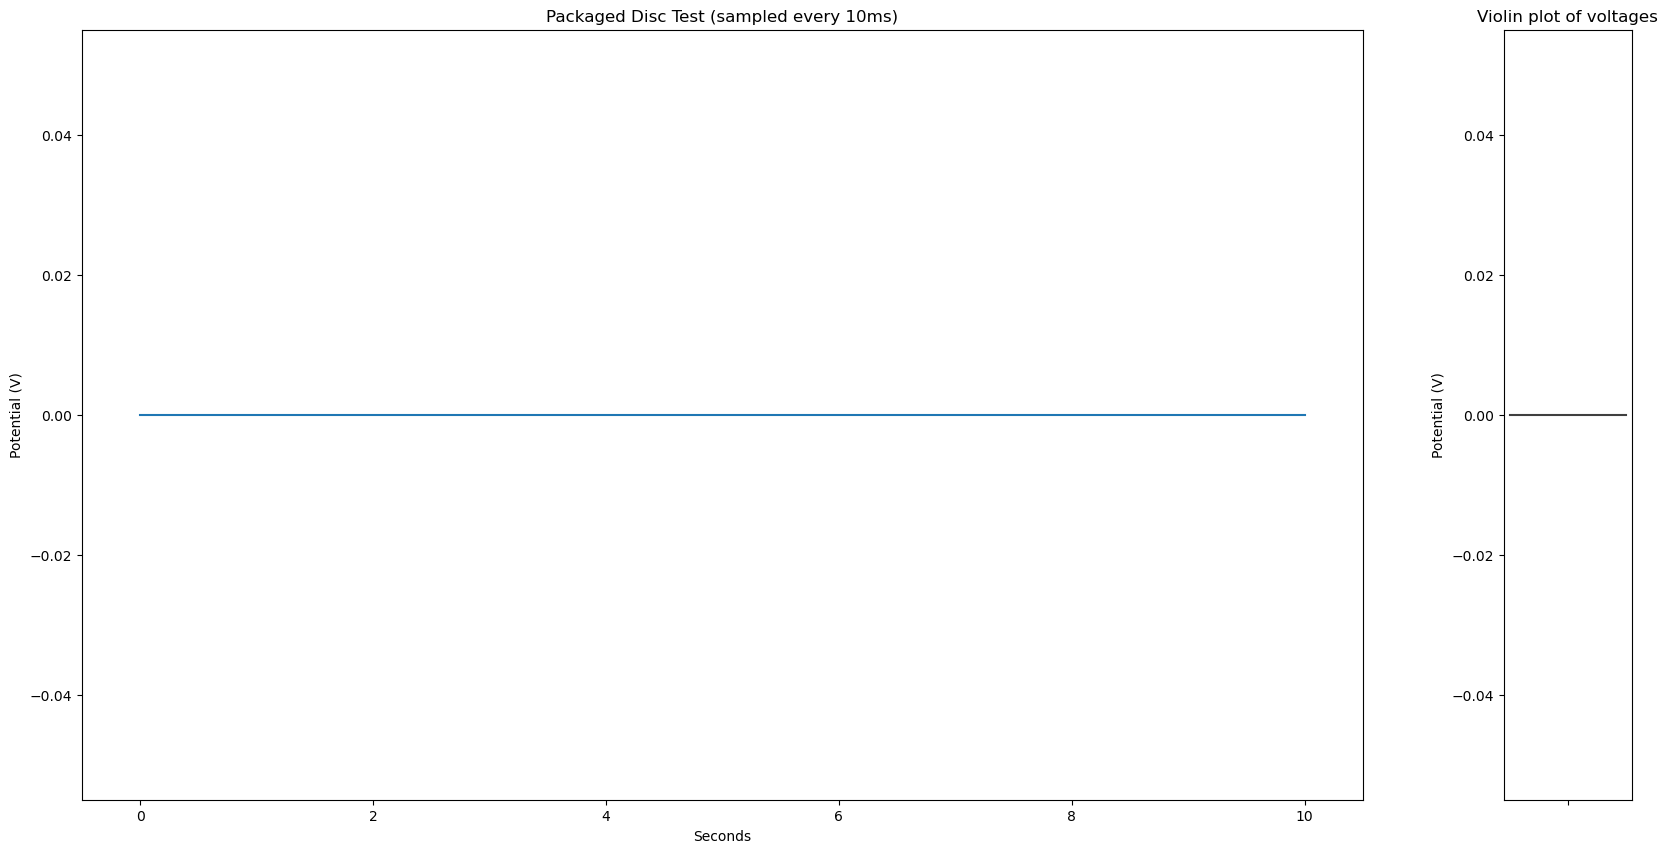 Packaged Disc Test (sampled every 10ms)
Potential (V)
0.04
0.02
0.00
−0.02
−0.04
0 2 4 6 8 10
Seconds
Violin plot of voltages
Potential (V)
0.04
0.02
0.00
−0.02
−0.04